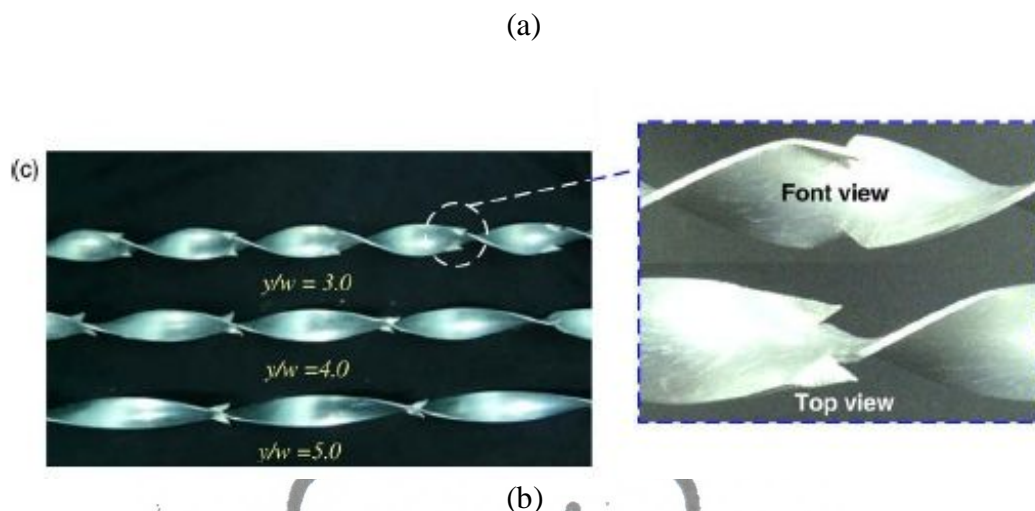 (a)
(c)
Font view
y/w = 3.0
y/w =4.0
Top view
y/w =5.0
(b)